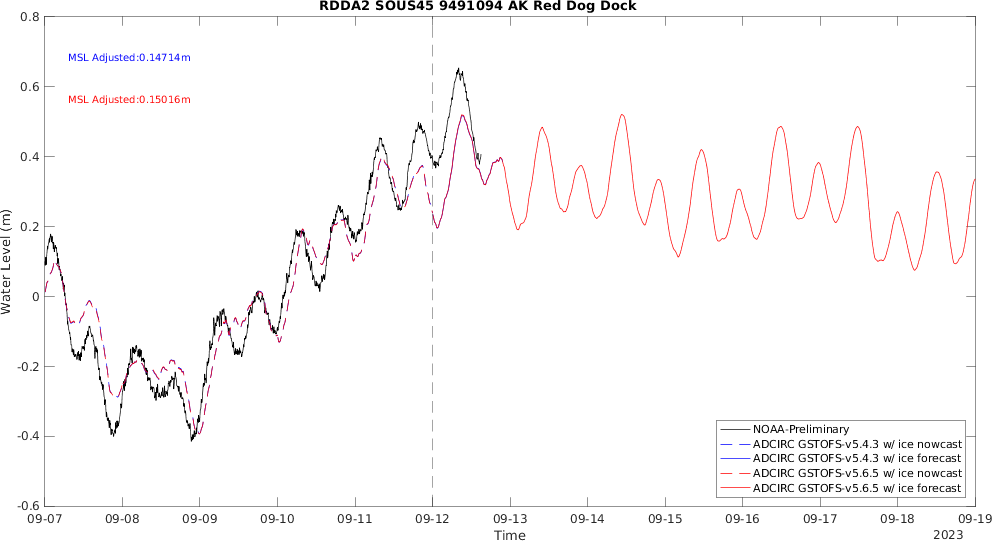 RDDA2 SOUS45 9491094 AK Red Dog Dock
MSL Adjusted:0.14714m
MSL Adjusted:0.15016m
0.8
0.6
0.4
0.2
0
-0.2
-0.4
-0.6
Water Level (m)
NOAA-Preliminary
ADCIRC GSTOFS-v5.4.3 w/ ice nowcast
ADCIRC GSTOFS-v5.4.3 w/ ice forecast
ADCIRC GSTOFS-v5.6.5 w/ ice nowcast
ADCIRC GSTOFS-v5.6.5 w/ ice forecast
09-07 09-08 09-09 09-10 09-11 09-12 09-13 09-14 09-15 09-16 09-17 09-18 09-19
Time
2023